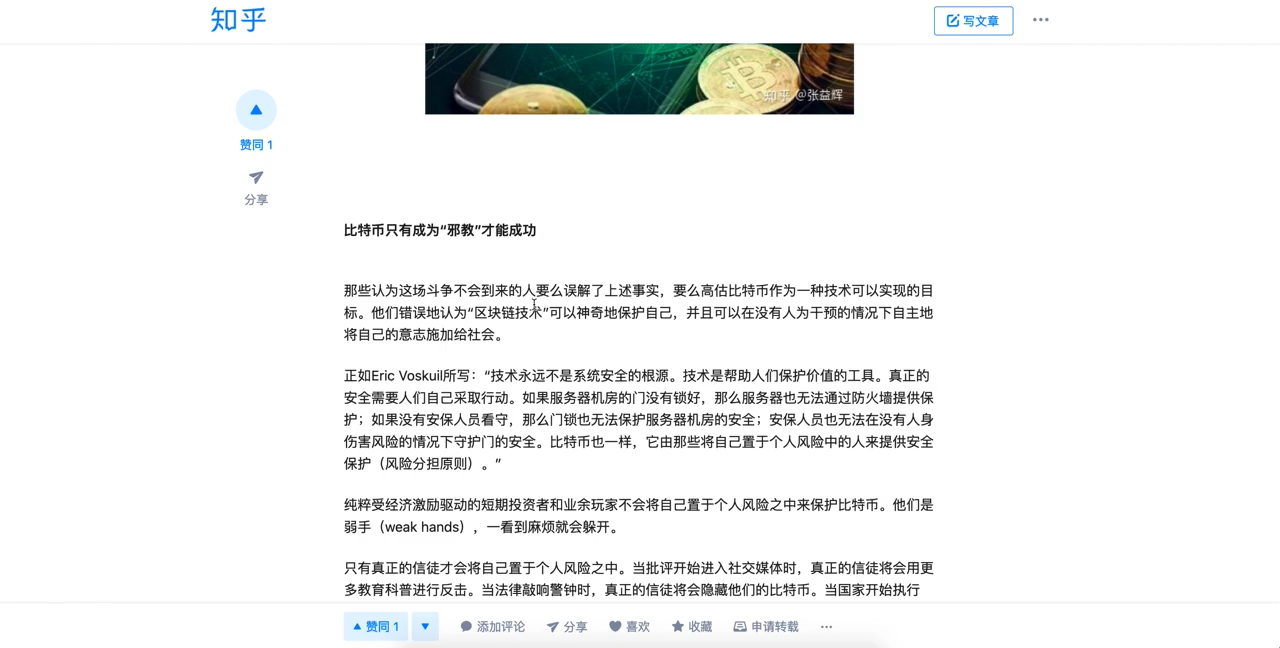 知乎
写文章
知乎 @张益辉
赞同 1
分享
比特币只有成为“邪教”才能成功
那些认为这场斗争不会到来的人要么误解了上述事实，要么高估比特币作为一种技术可以实现的目
标。他们错误地认为“区块链技术”可以神奇地保护自己，并且可以在没有人为干预的情况下自主地
将自己的意志施加给社会。
正如Eric Voskuil所写：“技术永远不是系统安全的根源。技术是帮助人们保护价值的工具。真正的
安全需要人们自己采取行动。如果服务器机房的门没有锁好，那么服务器也无法通过防火墙提供保
护；如果没有安保人员看守，那么门锁也无法保护服务器机房的安全；安保人员也无法在没有人身
伤害风险的情况下守护门的安全。比特币也一样，它由那些将自己置于个人风险中的人来提供安全
保护（风险分担原则）。”
纯粹受经济激励驱动的短期投资者和业余玩家不会将自己置于个人风险之中来保护比特币。他们是
弱手（weak hands），一看到麻烦就会躲开。
只有真正的信徒才会将自己置于个人风险之中。当批评开始进入社交媒体时，真正的信徒将会用更
多教育科普进行反击。当法律敲响警钟时，真正的信徒将会隐藏他们的比特币。当国家开始执行
赞同 1
添加评论
分享
喜欢
收藏
申请转载